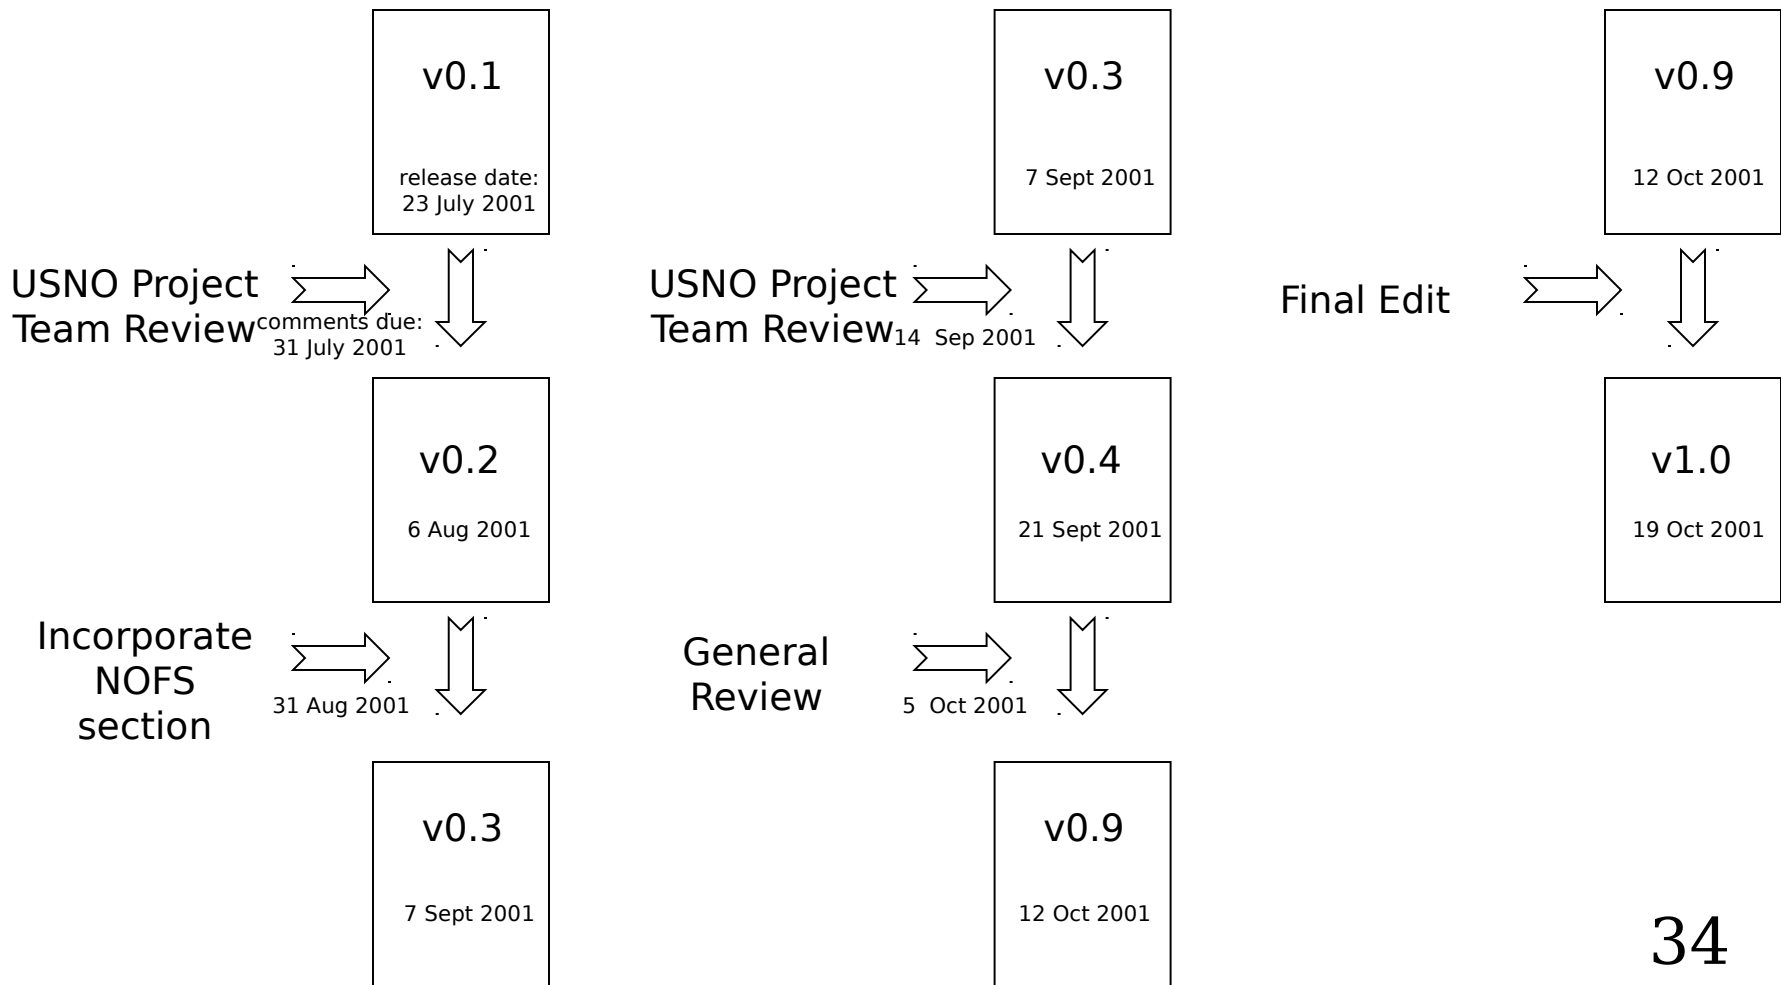 v0.1
release date:
23 July 2001
USNO Project
Team Review
comments due:
31 July 2001
v0.2
6 Aug 2001
Incorporate
NOFS
section
31 Aug 2001
v0.3
7 Sept 2001
v0.3
7 Sept 2001
USNO Project
Team Review
14 Sep 2001
v0.4
21 Sept 2001
General
Review
5 Oct 2001
v0.9
12 Oct 2001
v0.9
12 Oct 2001
Final Edit
v1.0
19 Oct 2001
34